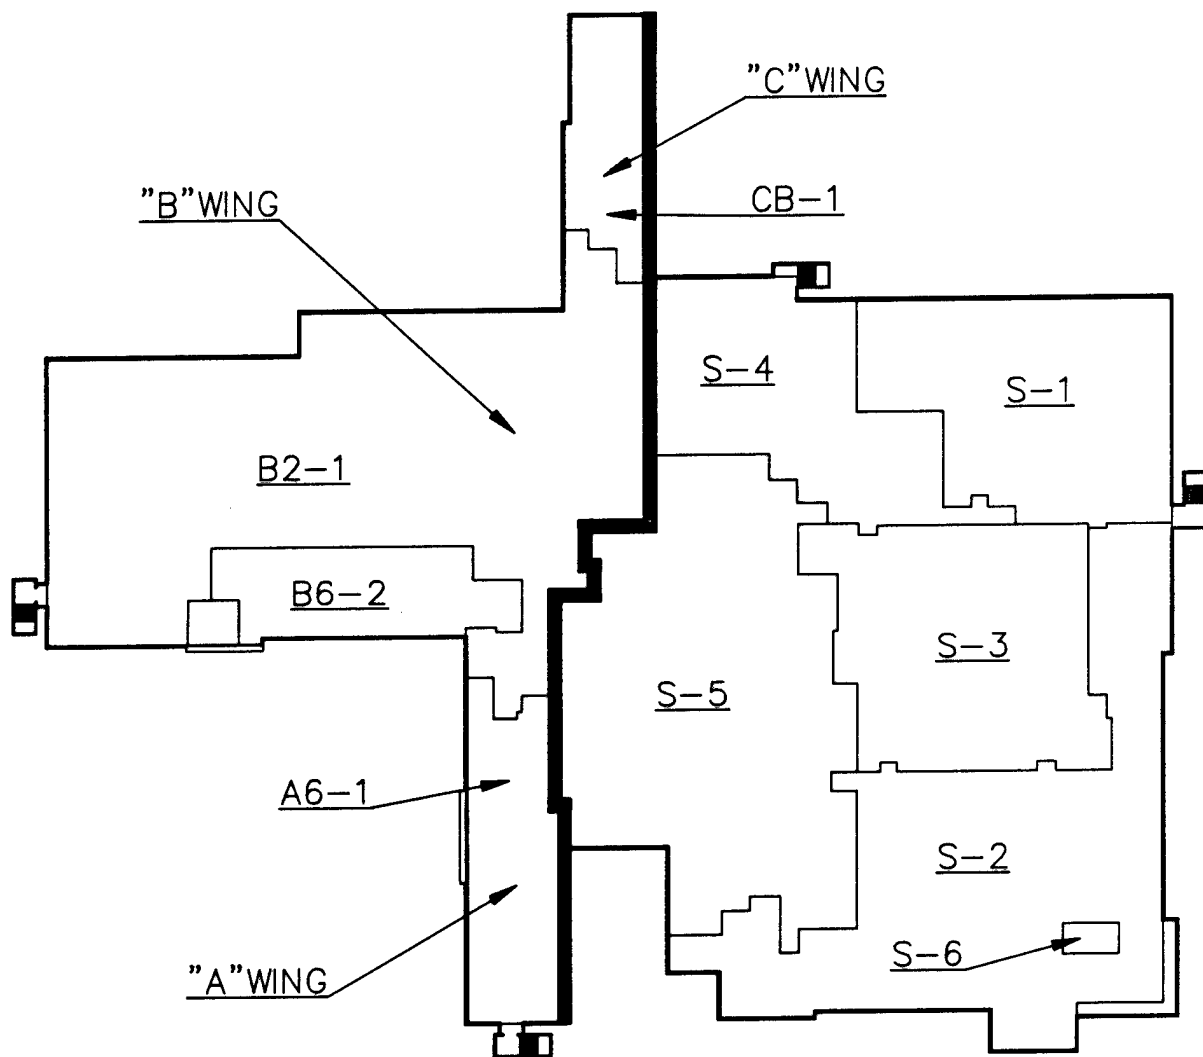 "C" WING
"B" WING
CB-1
S-4
S-1
B2-1
B6-2
S-3
S-5
A6-1
S-2
S-6
"A" WING